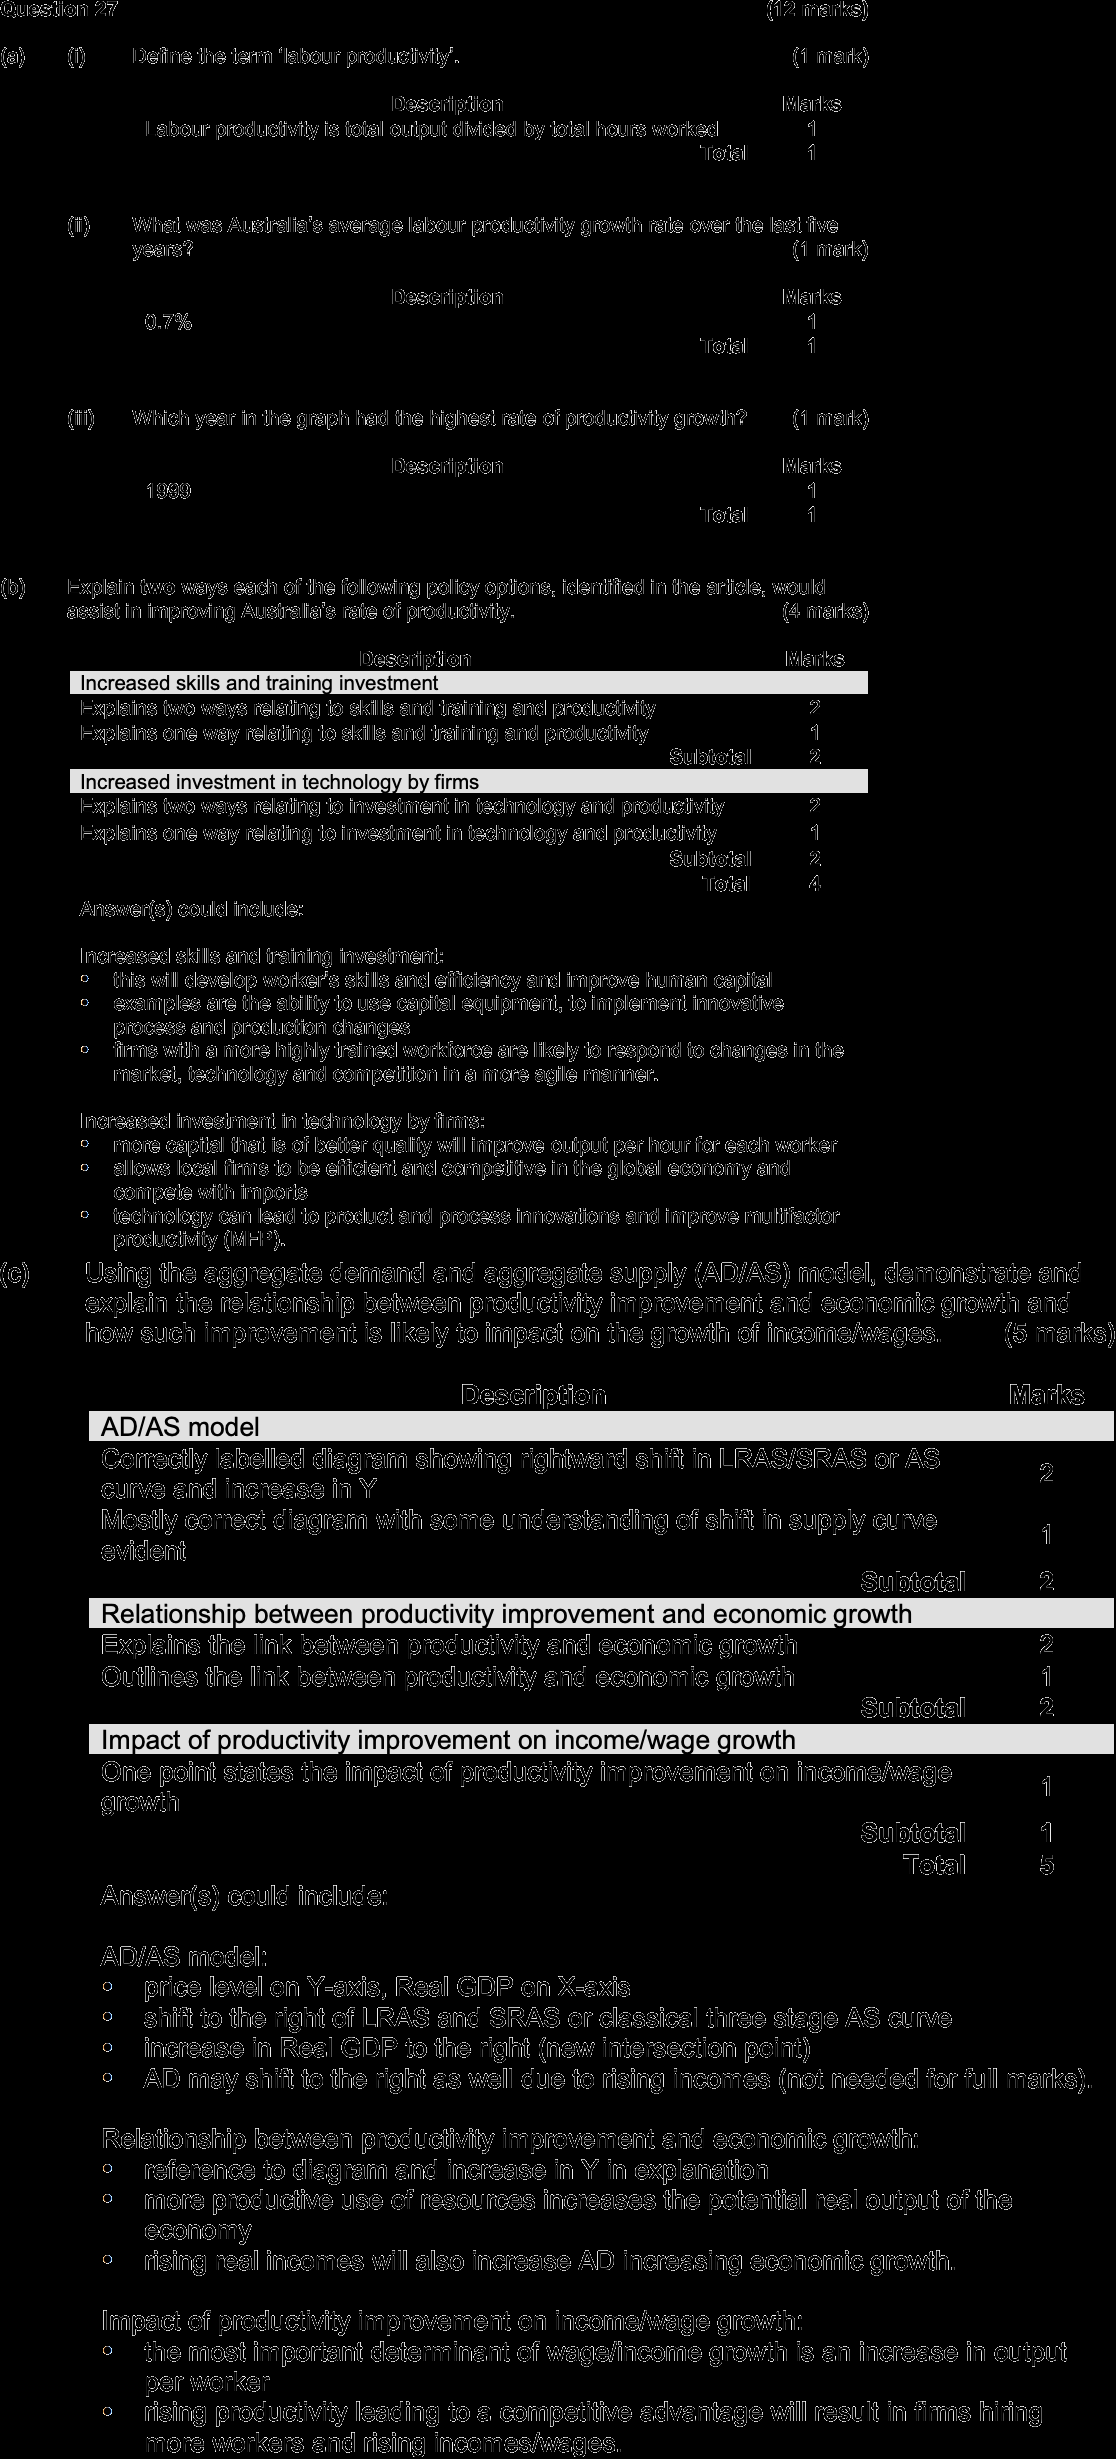 Question 27 (12 marks)
(a) (i) Define the term ‘labour productivity’. (1 mark)
Description Marks
Labour productivity is total output divided by total hours worked 1
Total 1
(ii) What was Australia’s average labour productivity growth rate over the last five
years? (1 mark)
Description Marks
0.7% 1
Total 1
(iii) Which year in the graph had the highest rate of productivity growth? (1 mark)
Description Marks
1999 1
Total 1
(b) Explain two ways each of the following policy options, identified in the article, would
assist in improving Australia’s rate of productivity. (4 marks)
Description Marks
Increased skills and training investment
Explains two ways relating to skills and training and productivity 2
Explains one way relating to skills and training and productivity 1
Subtotal 2
Increased investment in technology by firms
Explains two ways relating to investment in technology and productivity 2
Explains one way relating to investment in technology and productivity 1
Subtotal 2
Total 4
Answer(s) could include:
Increased skills and training investment:
• this will develop worker’s skills and efficiency and improve human capital
• examples are the ability to use capital equipment, to implement innovative
process and production changes
• firms with a more highly trained workforce are likely to respond to changes in the
market, technology and competition in a more agile manner.
Increased investment in technology by firms:
• more capital that is of better quality will improve output per hour for each worker
• allows local firms to be efficient and competitive in the global economy and
compete with imports
• technology can lead to product and process innovations and improve multifactor
productivity (MFP).
(c) Using the aggregate demand and aggregate supply (AD/AS) model, demonstrate and
explain the relationship between productivity improvement and economic growth and
how such improvement is likely to impact on the growth of income/wages. (5 marks)
Description Marks
AD/AS model
Correctly labelled diagram showing rightward shift in LRAS/SRAS or AS
curve and increase in Y 2
Mostly correct diagram with some understanding of shift in supply curve
evident 1
Subtotal 2
Relationship between productivity improvement and economic growth
Explains the link between productivity and economic growth 2
Outlines the link between productivity and economic growth 1
Subtotal 2
Impact of productivity improvement on income/wage growth
One point states the impact of productivity improvement on income/wage
growth 1
Subtotal 1
Total 5
Answer(s) could include:
AD/AS model:
• price level on Y-axis, Real GDP on X-axis
• shift to the right of LRAS and SRAS or classical three stage AS curve
• increase in Real GDP to the right (new intersection point)
• AD may shift to the right as well due to rising incomes (not needed for full marks).
Relationship between productivity improvement and economic growth:
• reference to diagram and increase in Y in explanation
• more productive use of resources increases the potential real output of the
economy
• rising real incomes will also increase AD increasing economic growth.
Impact of productivity improvement on income/wage growth:
• the most important determinant of wage/income growth is an increase in output
per worker
• rising productivity leading to a competitive advantage will result in firms hiring
more workers and rising incomes/wages.